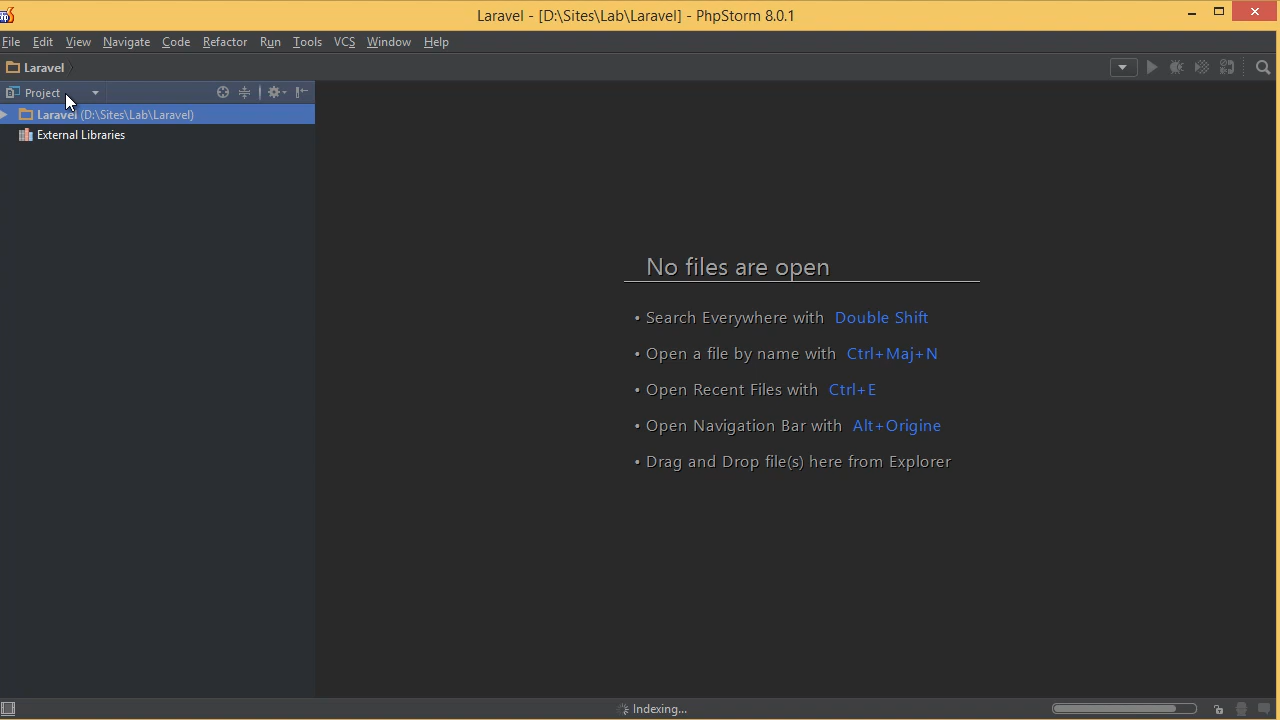 Laravel - [D:\Sites\Lab\Laravel] - PhpStorm 8.0.1
File Edit View Navigate Code Refactor Run Tools VCS Window Help
Laravel
Project
Laravel (D:\Sites\Lab\Laravel)
External Libraries
No files are open
• Search Everywhere with Double Shift
• Open a file by name with Ctrl+Maj+N
• Open Recent Files with Ctrl+E
• Open Navigation Bar with Alt+Origine
• Drag and Drop file(s) here from Explorer
Indexing...